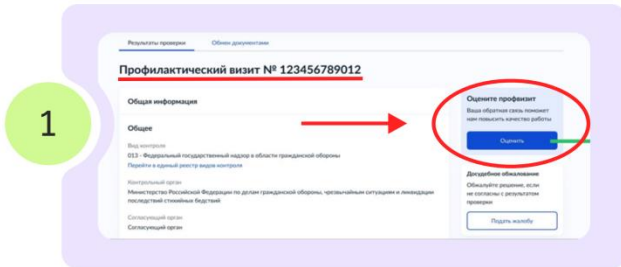 1
Результаты проверки
Обмен документами
Профилактический визит № 123456789012
Общая информация
Общее
Вид контроля
013 - Федеральный государственный надзор в области гражданской обороны
Перейти в единый реестр видов контроля
Контрольный орган
Министерство Российской Федерации по делам гражданской обороны, чрезвычайным ситуациям и ликвидации
последствий стихийных бедствий
Согласующий орган
Согласующий орган
Оцените профвизит
Ваша обратная связь поможет
нам повысить качество работы
Оценить
Досудебное обжалование
Обжалуйте решение, если
не согласны с результатом
проверки
Подать жалобу